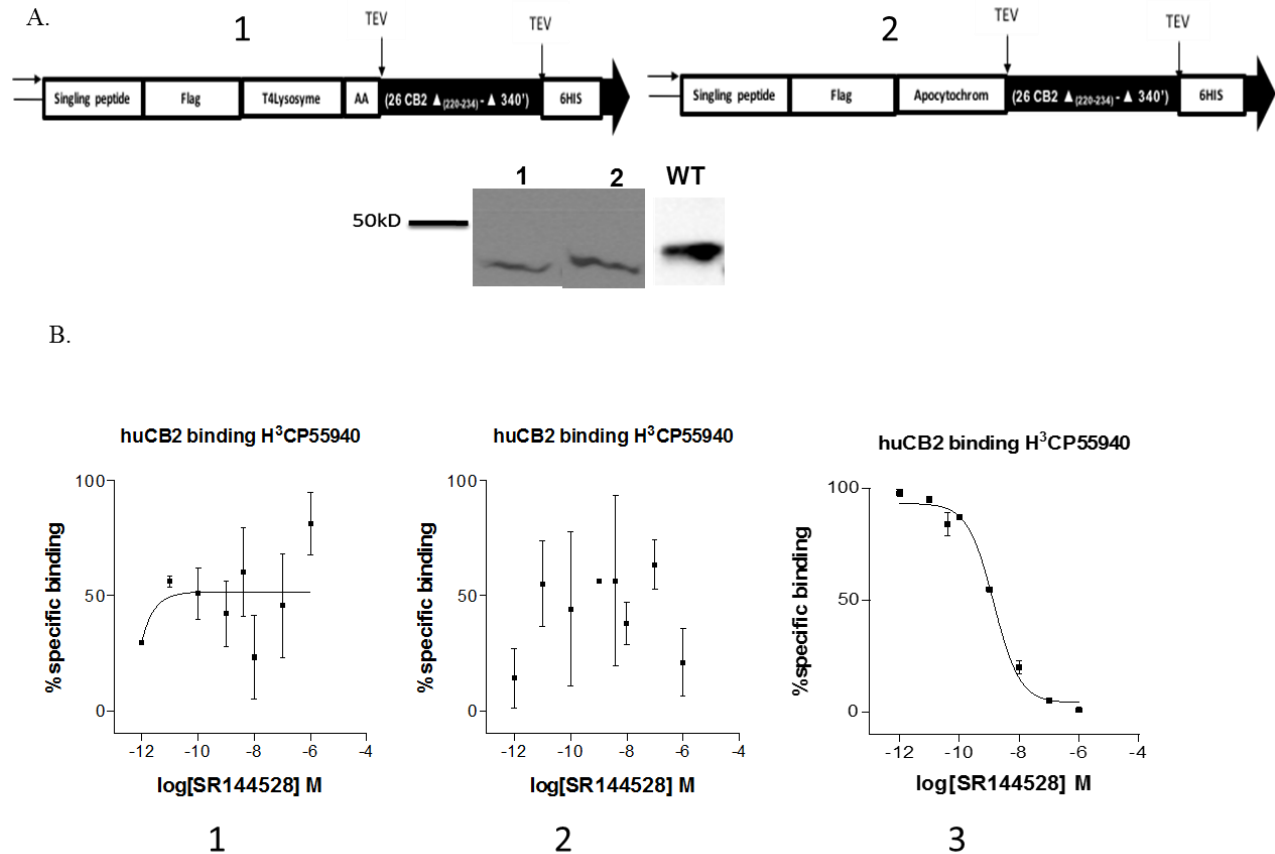 A.
1
TEV
TEV
Singling peptide
Flag
T4Lysosyme
AA
(26 CB2 ▲(220-234)- ▲ 340')
6HIS
2
TEV
TEV
Singling peptide
Flag
Apocytochrom
(26 CB2 ▲(220-234)- ▲ 340')
6HIS
1 2 WT
50kD
B.
huCB2 binding H³CP55940
% specific binding
100
50
0
-12 -10 -8 -6 -4
log[SR144528] M
1
huCB2 binding H³CP55940
% specific binding
100
50
0
-12 -10 -8 -6 -4
log[SR144528] M
2
huCB2 binding H³CP55940
%specific binding
100
50
0
-12 -10 -8 -6 -4
log[SR144528] M
3